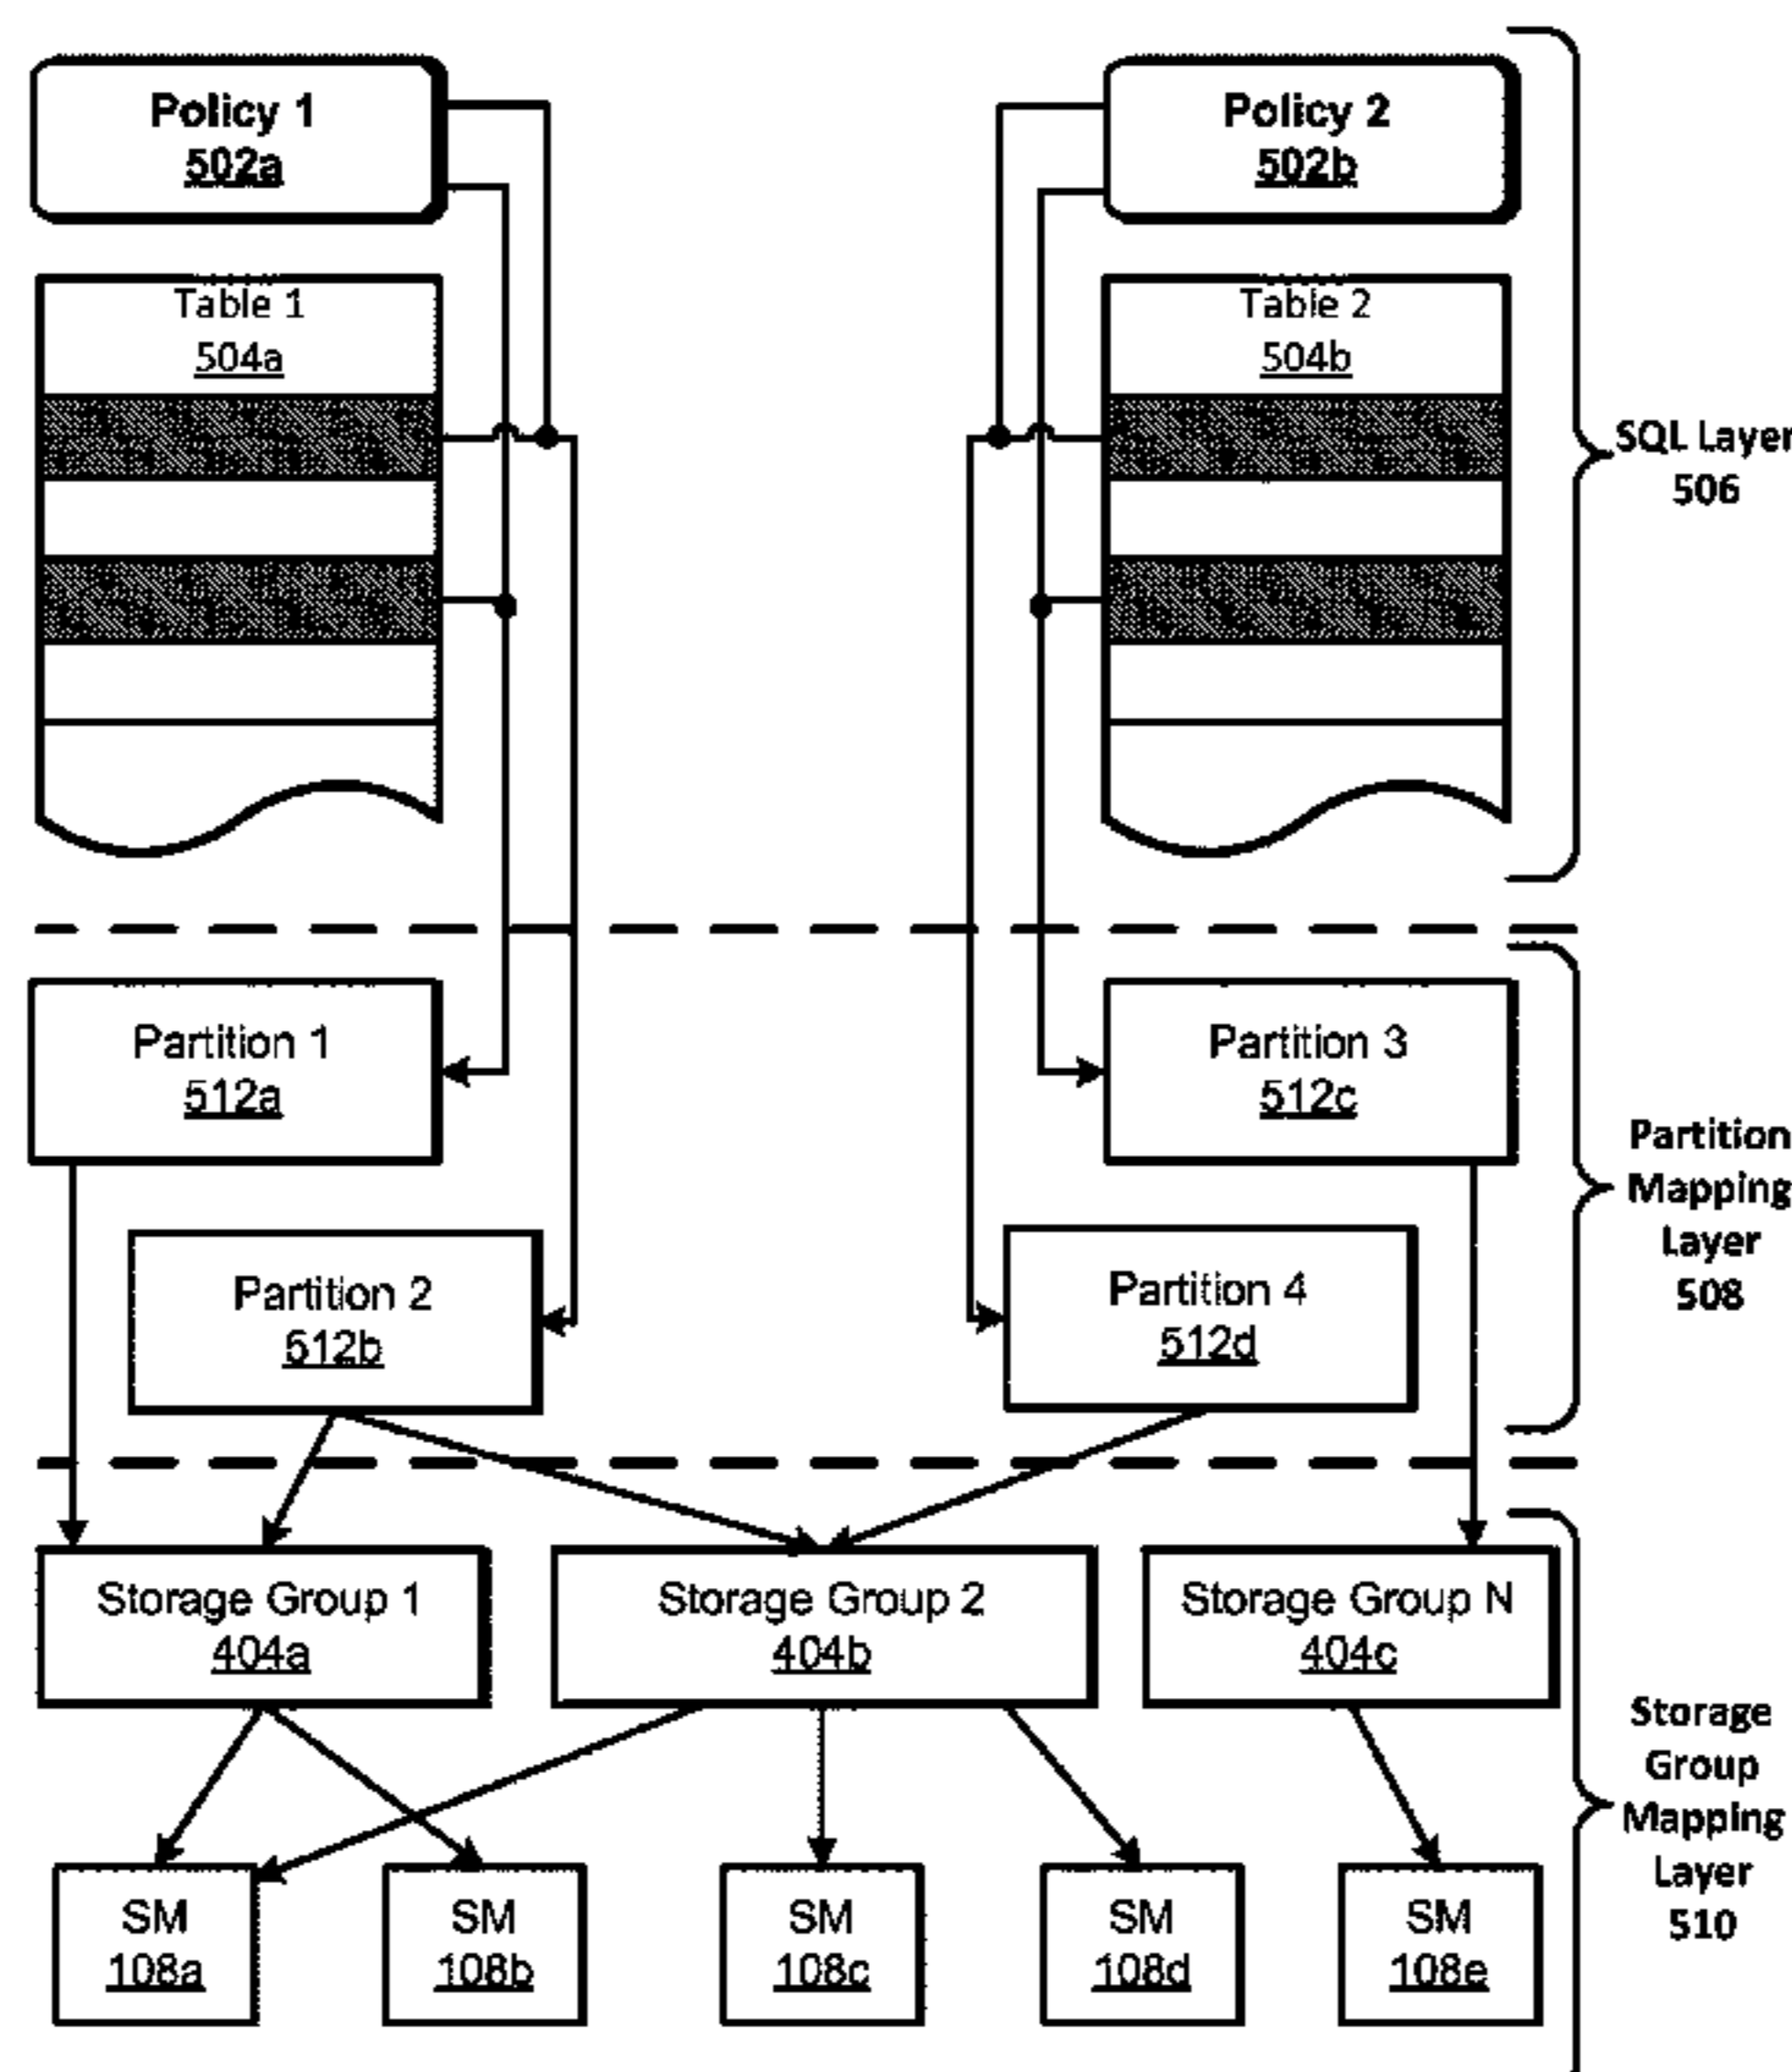 Policy 1
502a
Policy 2
502b
Table 1
504a
Table 2
504b
SQL Layer
506
Partition 1
512a
Partition 3
512c
Partition
Mapping
Layer
508
Partition 2
512b
Partition 4
512d
Storage Group 1
404a
Storage Group 2
404b
Storage Group N
404c
Storage
Group
Mapping
Layer
510
SM
108a
SM
108b
SM
108c
SM
108d
SM
108e